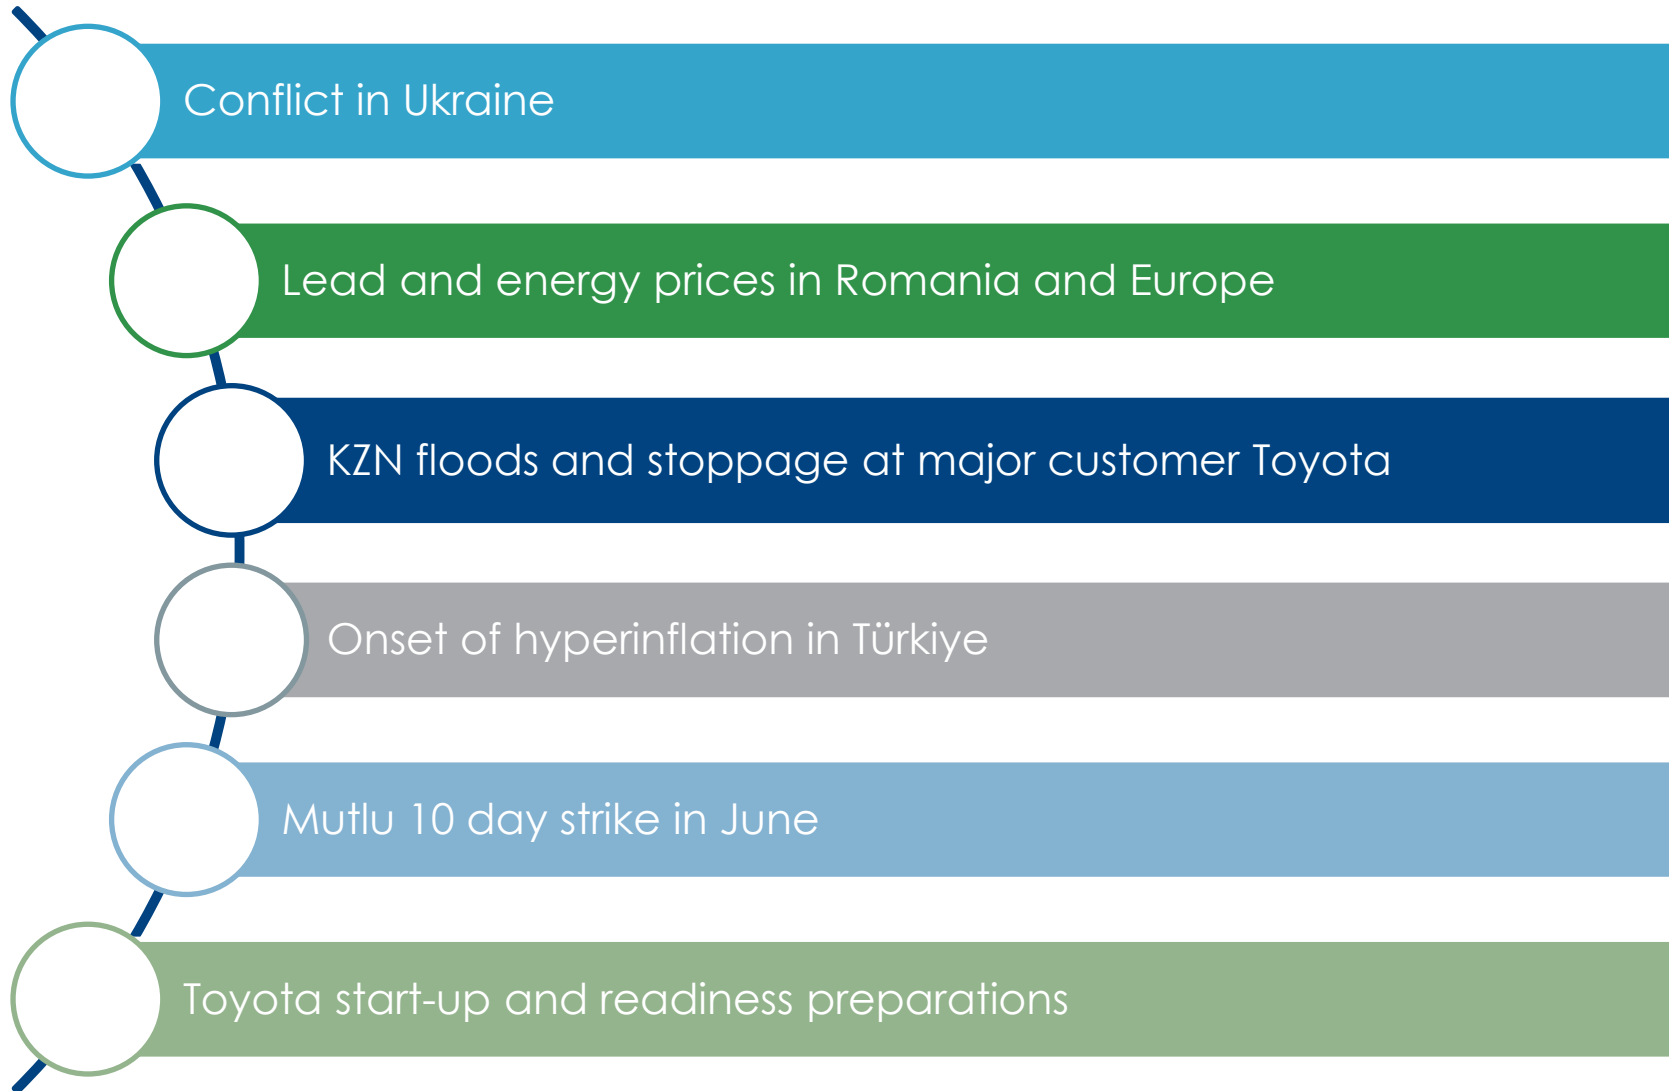 Conflict in Ukraine
Lead and energy prices in Romania and Europe
KZN floods and stoppage at major customer Toyota
Onset of hyperinflation in Türkiye
Mutlu 10 day strike in June
Toyota start-up and readiness preparations